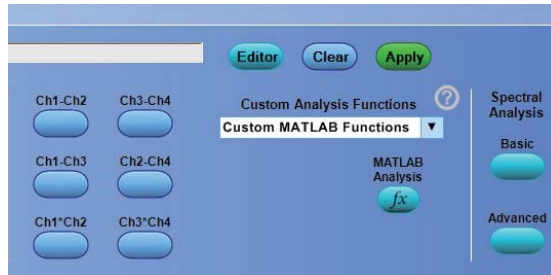 Editor Clear Apply
Ch1-Ch2 Ch3-Ch4
Custom Analysis Functions ?
Custom MATLAB Functions ▼
Spectral
Analysis
Basic
Ch1-Ch3 Ch2-Ch4
MATLAB
Analysis
fx
Ch1*Ch2 Ch3*Ch4
Advanced